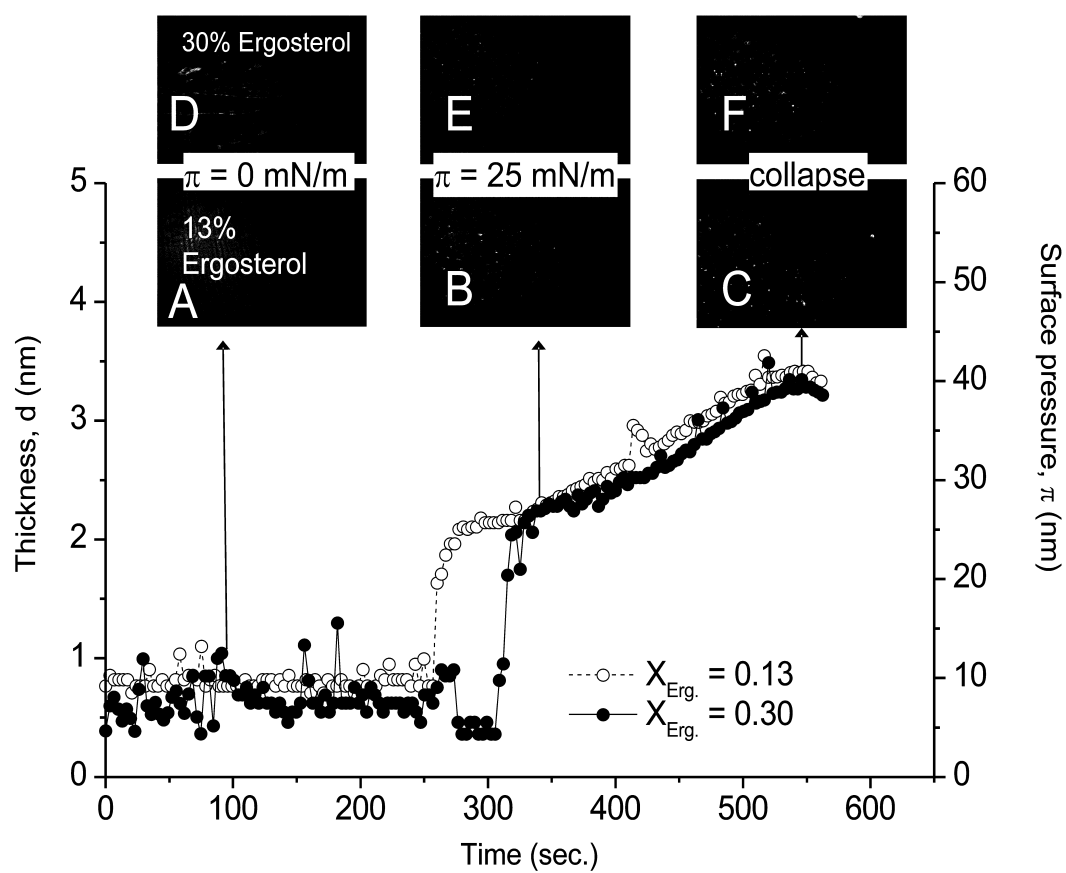 30% Ergosterol
D
E
F
π = 0 mN/m
π = 25 mN/m
collapse
13%
Ergosterol
A
B
C
5
4
3
2
1
0
Thickness, d (nm)
60
50
40
30
20
10
0
Surface pressure, π (nm)
X Erg. = 0.13
X Erg. = 0.30
0 100 200 300 400 500 600
Time (sec.)